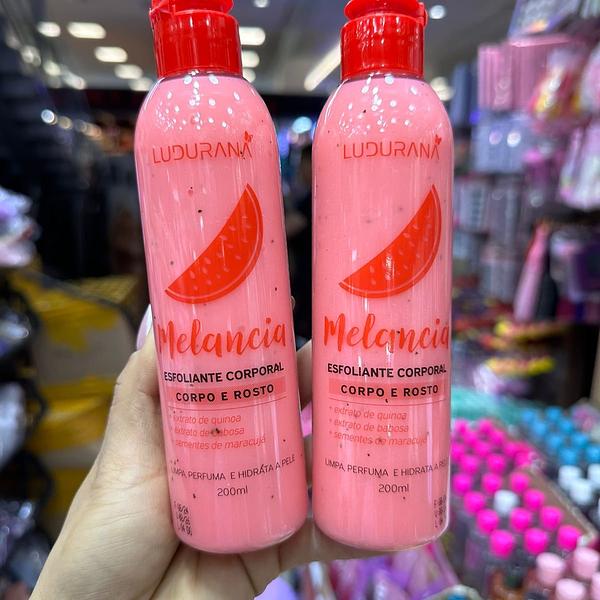 LUDURANA
Melancia
ESFOLIANTE CORPORAL
CORPO E ROSTO
• extrato de quinoa
• extrato de babosa
• sementes de maracujá
LIMPA, PERFUMA E HIDRATA A PELE
200ml
LUDURANA
Melancia
ESFOLIANTE CORPORAL
CORPO E ROSTO
• extrato de quinoa
• extrato de babosa
• sementes de maracujá
LIMPA, PERFUMA E HIDRATA A
200ml